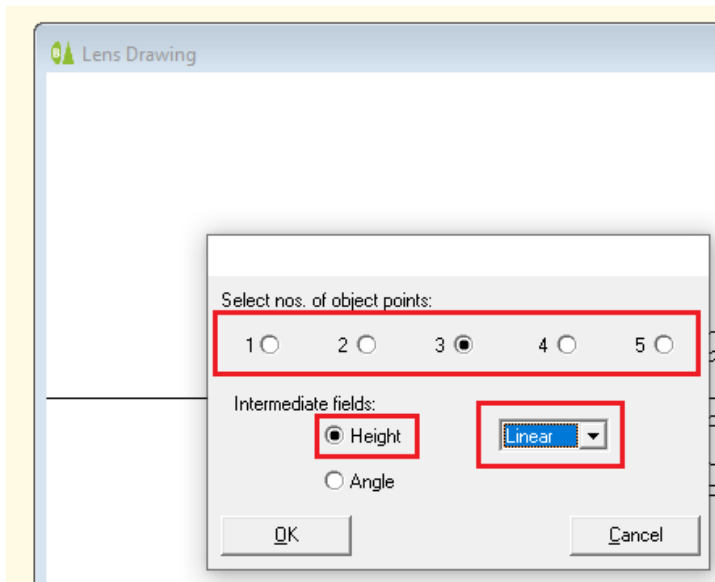 Lens Drawing
Select nos. of object points:
1 2 3 4 5
Intermediate fields:
Height Linear
Angle
OK Cancel